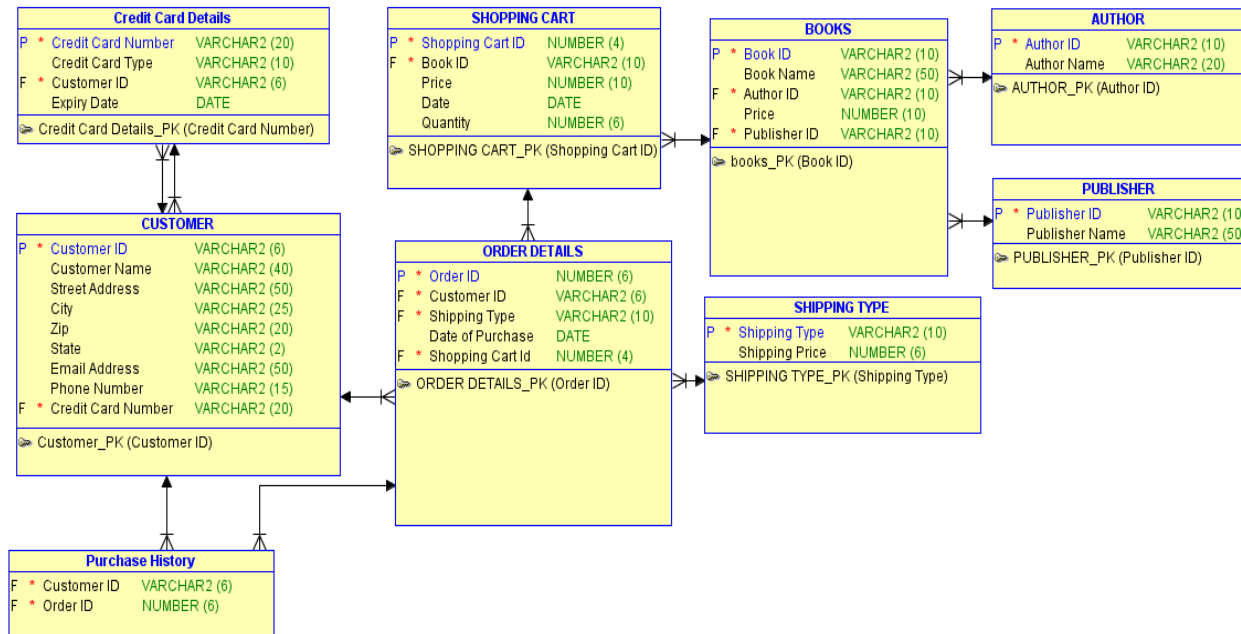 Credit Card Details
P * Credit Card Number VARCHAR2 (20)
Credit Card Type VARCHAR2 (10)
F * Customer ID VARCHAR2 (6)
Expiry Date DATE
Credit Card Details_PK (Credit Card Number)
SHOPPING CART
P * Shopping Cart ID NUMBER (4)
F * Book ID VARCHAR2 (10)
Price NUMBER (10)
Date DATE
Quantity NUMBER (6)
SHOPPING CART_PK (Shopping Cart ID)
BOOKS
P * Book ID VARCHAR2 (10)
Book Name VARCHAR2 (50)
F * Author ID VARCHAR2 (10)
Price NUMBER (10)
F * Publisher ID VARCHAR2 (10)
books_PK (Book ID)
AUTHOR
P * Author ID VARCHAR2 (10)
Author Name VARCHAR2 (20)
AUTHOR_PK (Author ID)
PUBLISHER
P * Publisher ID VARCHAR2 (10
Publisher Name VARCHAR2 (50
PUBLISHER_PK (Publisher ID)
CUSTOMER
P * Customer ID VARCHAR2 (6)
Customer Name VARCHAR2 (40)
Street Address VARCHAR2 (50)
City VARCHAR2 (25)
Zip VARCHAR2 (20)
State VARCHAR2 (2)
Email Address VARCHAR2 (50)
Phone Number VARCHAR2 (15)
F * Credit Card Number VARCHAR2 (20)
Customer_PK (Customer ID)
ORDER DETAILS
P * Order ID NUMBER (6)
F * Customer ID VARCHAR2 (6)
F * Shipping Type VARCHAR2 (10)
Date of Purchase DATE
F * Shopping Cart Id NUMBER (4)
ORDER DETAILS_PK (Order ID)
SHIPPING TYPE
P * Shipping Type VARCHAR2 (10)
Shipping Price NUMBER (6)
SHIPPING TYPE_PK (Shipping Type)
Purchase History
F * Customer ID VARCHAR2 (6)
F * Order ID NUMBER (6)